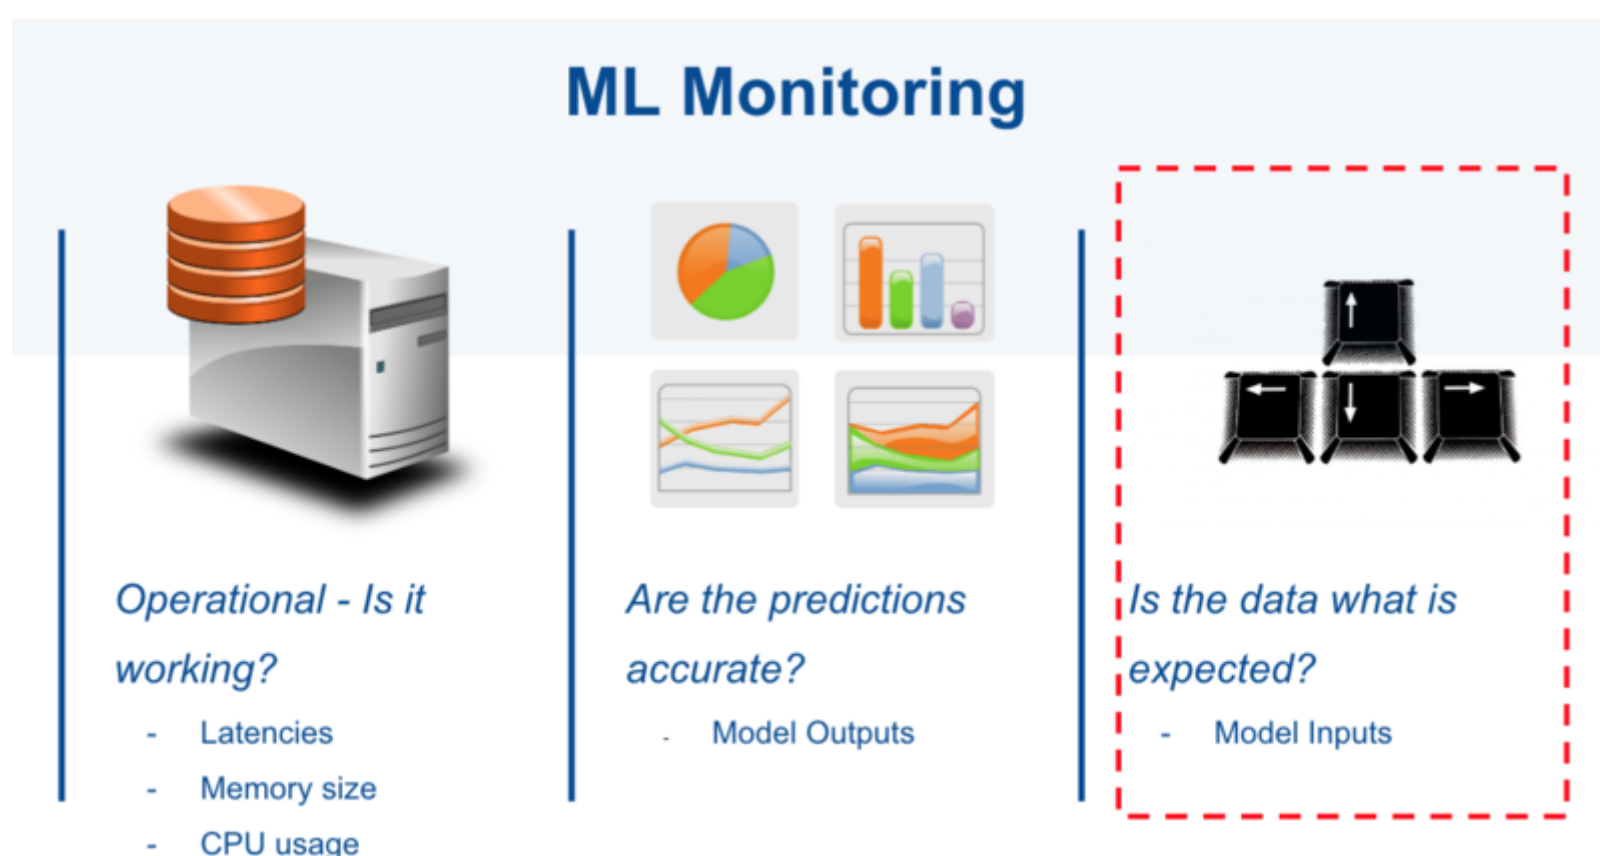 ML Monitoring
Operational - Is it
working?
- Latencies
- Memory size
- CPU usage
Are the predictions
accurate?
- Model Outputs
Is the data what is
expected?
- Model Inputs